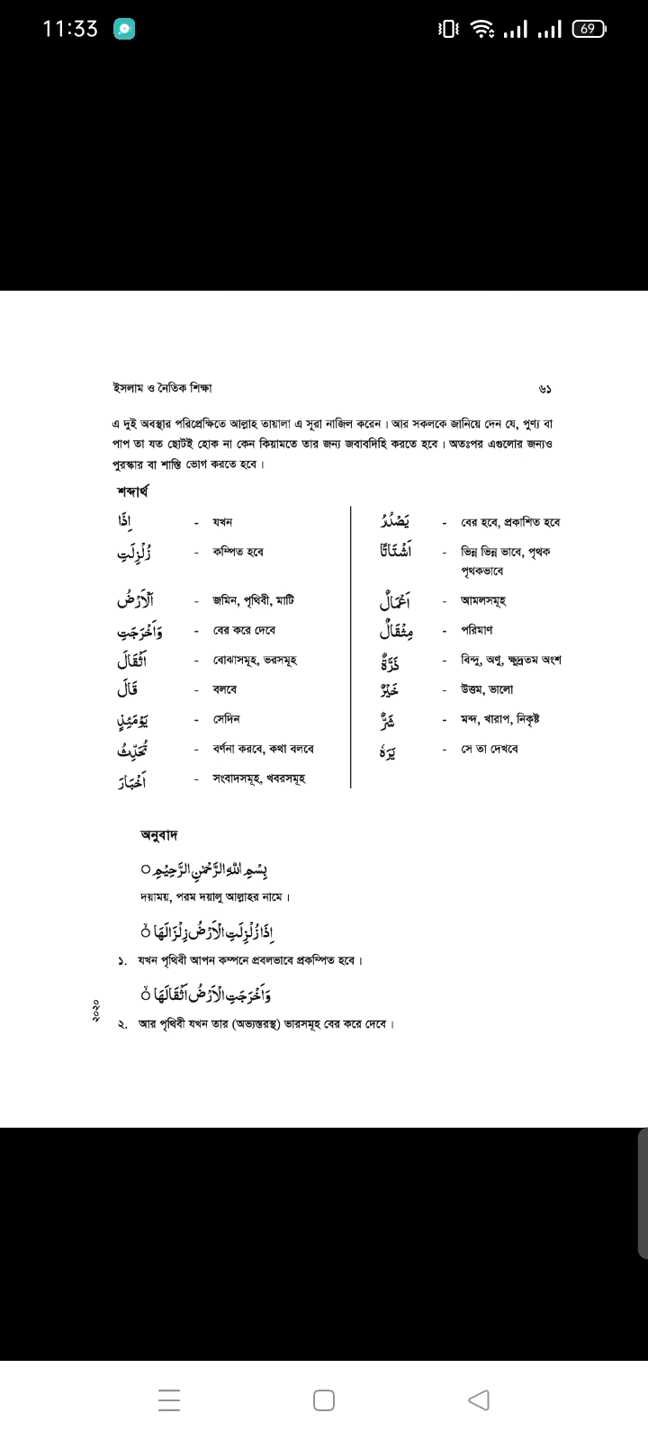 11:33
69
ইসলাম ও নৈতিক শিক্ষা ৬১
এ দুই অবস্থার পরিপ্রেক্ষিতে আল্লাহ তায়ালা এ সূরা নাজিল করেন। আর সকলকে জানিয়ে দেন যে, পুণ্য বা
পাপ তা যত ছোটই হোক না কেন কিয়ামতে তার জন্য জবাবদিহি করতে হবে। অতঃপর এগুলোর জন্যও
পুরস্কার বা শাস্তি ভোগ করতে হবে।
শব্দার্থ
اِذَا - যখন
زُلْزِلَتِ - কম্পিত হবে
اَلْاَرْضُ - জমিন, পৃথিবী, মাটি
وَاَخْرَجَتِ - বের করে দেবে
اَثْقَالَ - বোঝাসমূহ, ভরসমূহ
قَالَ - বলবে
يَوْمَئِذٍ - সেদিন
تُحَدِّثُ - বর্ণনা করবে, কথা বলবে
اَخْبَارَ - সংবাদসমূহ, খবরসমূহ
يَصْدُرُ - বের হবে, প্রকাশিত হবে
اَشْتَاتًا - ভিন্ন ভিন্ন ভাবে, পৃথক
পৃথকভাবে
اَعْمَالٌ - আমলসমূহ
مِثْقَالٌ - পরিমাণ
ذَرَّةٌ - বিন্দু, অণু, ক্ষুদ্রতম অংশ
خَيْرٌ - উত্তম, ভালো
شَرٌّ - মন্দ, খারাপ, নিকৃষ্ট
يَرَهٗ - সে তা দেখবে
অনুবাদ
بِسْمِ اللهِ الرَّحْمٰنِ الرَّحِيْمِ ○
দয়াময়, পরম দয়ালু আল্লাহর নামে।
اِذَا زُلْزِلَتِ الْاَرْضُ زِلْزَالَهَا ○ۙ
১. যখন পৃথিবী আপন কম্পনে প্রবলভাবে প্রকম্পিত হবে।
وَاَخْرَجَتِ الْاَرْضُ اَثْقَالَهَا ○ۙ
২. আর পৃথিবী যখন তার (অভ্যন্তরস্থ) ভারসমূহ বের করে দেবে।
২০২০